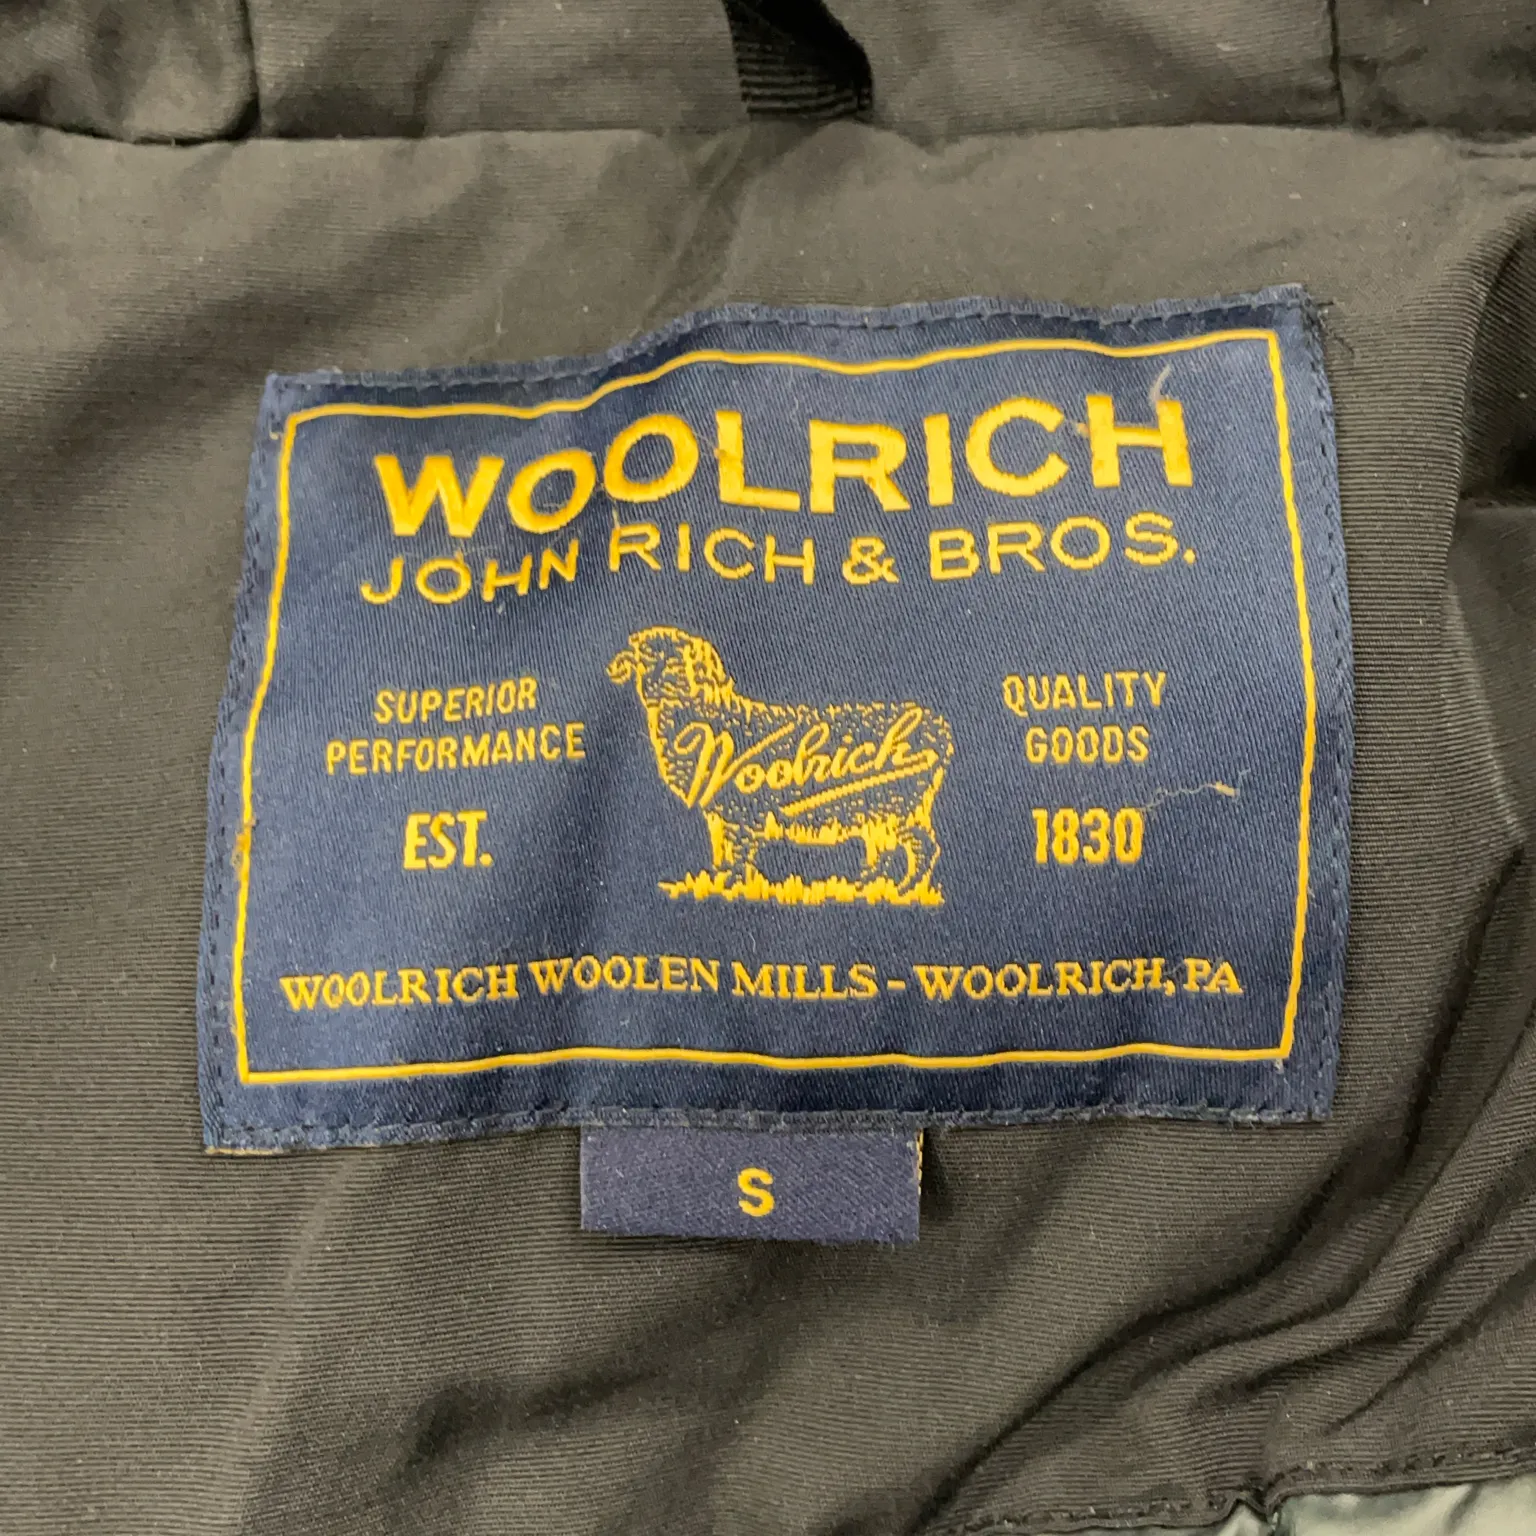 WOOLRICH
JOHN RICH & BROS.
SUPERIOR
PERFORMANCE
EST.
Woolrich
QUALITY
GOODS
1830
WOOLRICH WOOLEN MILLS - WOOLRICH, PA
S